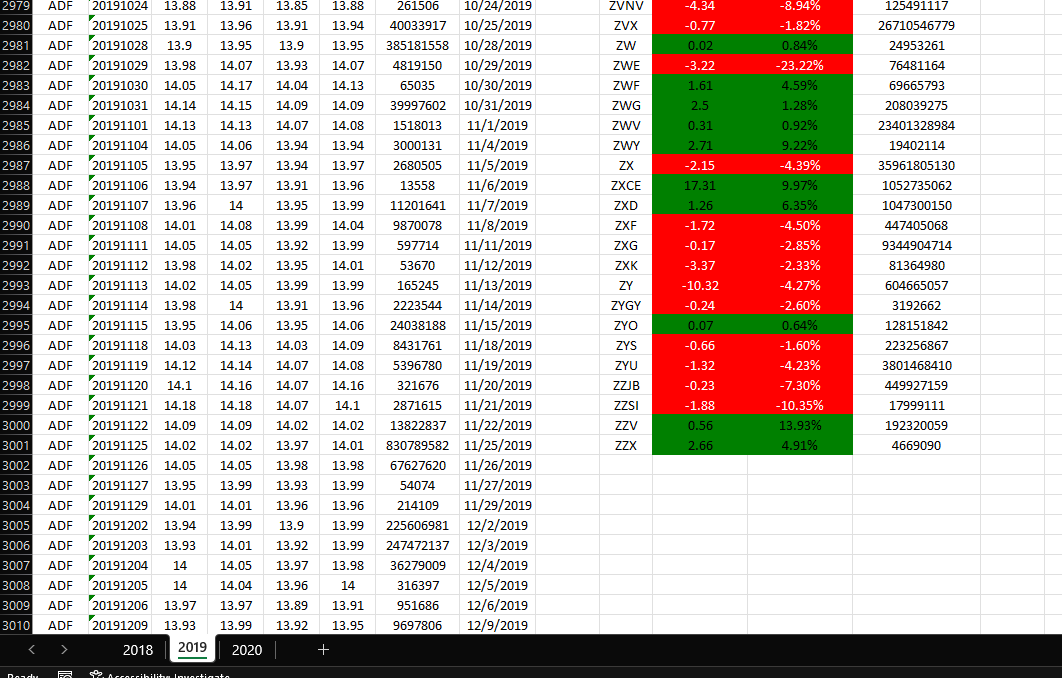 2979 ADF 20191024 13.88 13.91 13.85 13.88 261506 10/24/2019 ZVNV -4.34 -8.94% 125491117
2980 ADF 20191025 13.91 13.96 13.91 13.94 40033917 10/25/2019 ZVX -0.77 -1.82% 26710546779
2981 ADF 20191028 13.9 13.95 13.9 13.95 385181558 10/28/2019 ZW 0.02 0.84% 24953261
2982 ADF 20191029 13.98 14.07 13.93 14.07 4819150 10/29/2019 ZWE -3.22 -23.22% 76481164
2983 ADF 20191030 14.05 14.17 14.04 14.13 65035 10/30/2019 ZWF 1.61 4.59% 69665793
2984 ADF 20191031 14.14 14.15 14.09 14.09 39997602 10/31/2019 ZWG 2.5 1.28% 208039275
2985 ADF 20191101 14.13 14.13 14.07 14.08 1518013 11/1/2019 ZWV 0.31 0.92% 23401328984
2986 ADF 20191104 14.05 14.06 13.94 13.94 3000131 11/4/2019 ZWY 2.71 9.22% 19402114
2987 ADF 20191105 13.95 13.97 13.94 13.97 2680505 11/5/2019 ZX -2.15 -4.39% 35961805130
2988 ADF 20191106 13.94 13.97 13.91 13.96 13558 11/6/2019 ZXCE 17.31 9.97% 1052735062
2989 ADF 20191107 13.96 14 13.95 13.99 11201641 11/7/2019 ZXD 1.26 6.35% 1047300150
2990 ADF 20191108 14.01 14.08 13.99 14.04 9870078 11/8/2019 ZXF -1.72 -4.50% 447405068
2991 ADF 20191111 14.05 14.05 13.92 13.99 597714 11/11/2019 ZXG -0.17 -2.85% 9344904714
2992 ADF 20191112 13.98 14.02 13.95 14.01 53670 11/12/2019 ZXK -3.37 -2.33% 81364980
2993 ADF 20191113 14.02 14.05 13.99 13.99 165245 11/13/2019 ZY -10.32 -4.27% 604665057
2994 ADF 20191114 13.98 14 13.91 13.96 2223544 11/14/2019 ZYGY -0.24 -2.60% 3192662
2995 ADF 20191115 13.95 14.06 13.95 14.06 24038188 11/15/2019 ZYO 0.07 0.64% 128151842
2996 ADF 20191118 14.03 14.13 14.03 14.09 8431761 11/18/2019 ZYS -0.66 -1.60% 223256867
2997 ADF 20191119 14.12 14.14 14.07 14.08 5396780 11/19/2019 ZYU -1.32 -4.23% 3801468410
2998 ADF 20191120 14.1 14.16 14.07 14.16 321676 11/20/2019 ZZJB -0.23 -7.30% 449927159
2999 ADF 20191121 14.18 14.18 14.07 14.1 2871615 11/21/2019 ZZSI -1.88 -10.35% 17999111
3000 ADF 20191122 14.09 14.09 14.02 14.02 13822837 11/22/2019 ZZV 0.56 13.93% 192320059
3001 ADF 20191125 14.02 14.02 13.97 14.01 830789582 11/25/2019 ZZX 2.66 4.91% 4669090
3002 ADF 20191126 14.05 14.05 13.98 13.98 67627620 11/26/2019
3003 ADF 20191127 13.95 13.99 13.93 13.99 54074 11/27/2019
3004 ADF 20191129 14.01 14.01 13.96 13.96 214109 11/29/2019
3005 ADF 20191202 13.94 13.99 13.9 13.99 225606981 12/2/2019
3006 ADF 20191203 13.93 14.01 13.92 13.99 247472137 12/3/2019
3007 ADF 20191204 14 14.05 13.97 13.98 36279009 12/4/2019
3008 ADF 20191205 14 14.04 13.96 14 316397 12/5/2019
3009 ADF 20191206 13.97 13.97 13.89 13.91 951686 12/6/2019
3010 ADF 20191209 13.93 13.99 13.92 13.95 9697806 12/9/2019
2018 2019 2020 +
Ready Accessibility: Investigate